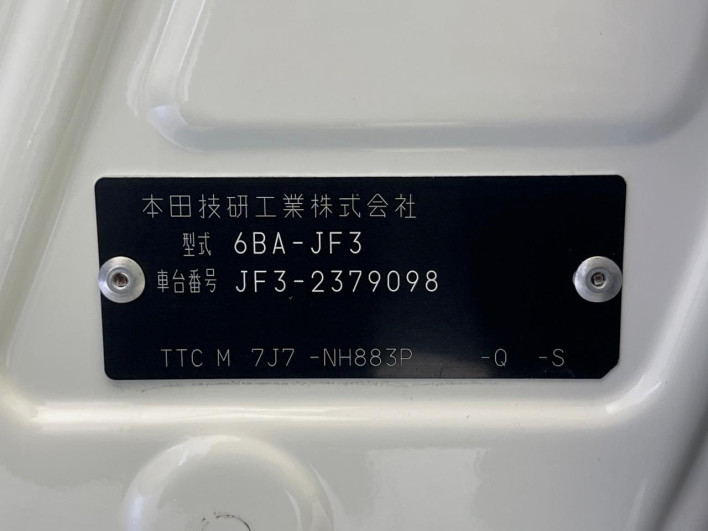 本田技研工業株式会社
型式 6BA-JF3
車台番号 JF3-2379098
TTC M 7J7 -NH883P -Q -S